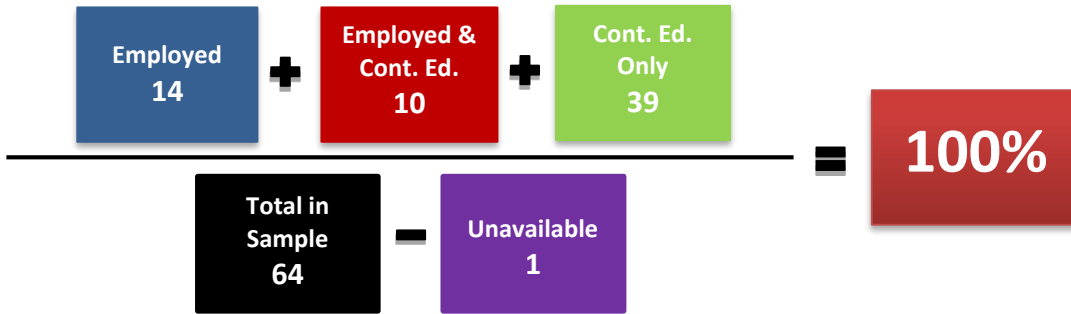 Employed
14
+
Employed &
Cont. Ed.
10
+
Cont. Ed.
Only
39
Total in
Sample
64
-
Unavailable
1
=
100%